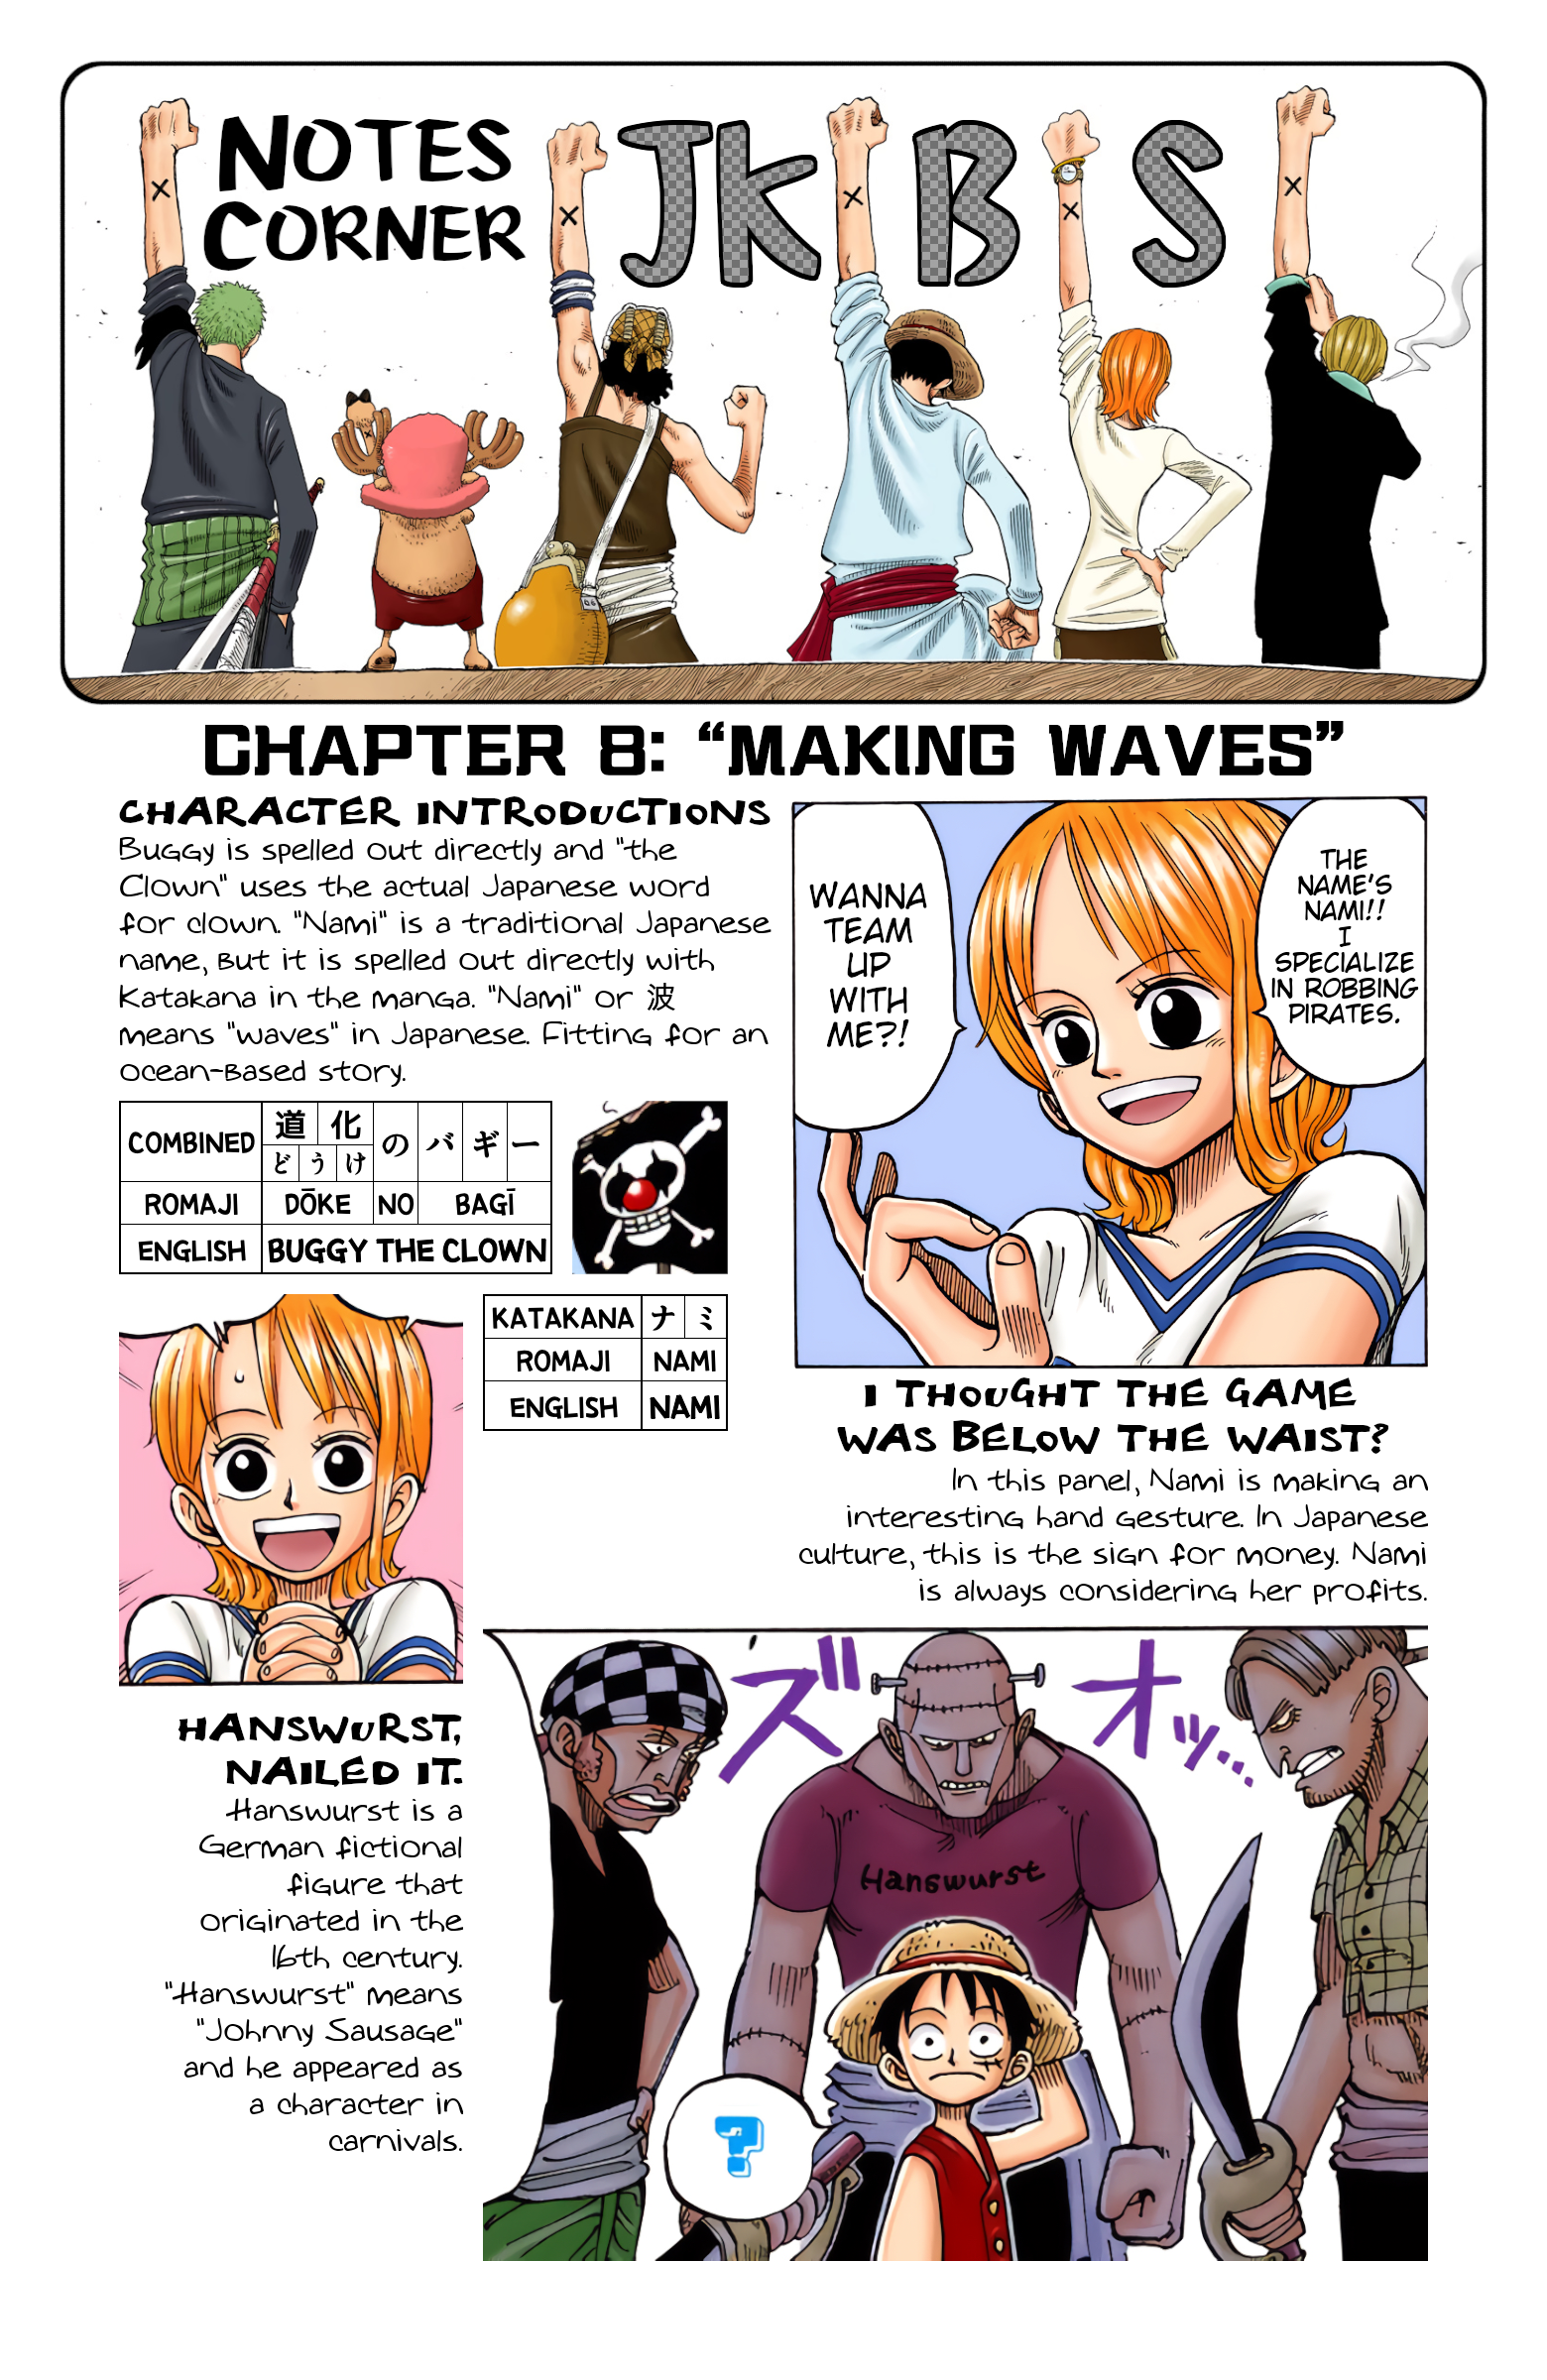 NOTES
CORNER
JKBS
CHAPTER 8: “MAKING WAVES”
CHARACTER INTRODUCTIONS
Buggy is spelled out directly and "the
Clown" uses the actual Japanese word
for clown. "Nami" is a traditional Japanese
name, but it is spelled out directly with
Katakana in the manga. "Nami" or 波
means "waves" in Japanese. Fitting for an
ocean-based story.
COMBINED 道化のバギー
どうけ
ROMAJI DŌKE NO BAGĪ
ENGLISH BUGGY THE CLOWN
KATAKANA ナミ
ROMAJI NAMI
ENGLISH NAMI
THE
NAME'S
NAMI!!
I
SPECIALIZE
IN ROBBING
PIRATES.
WANNA
TEAM
UP
WITH
ME?!
I THOUGHT THE GAME
WAS BELOW THE WAIST?
In this panel, Nami is making an
interesting hand gesture. In Japanese
culture, this is the sign for money. Nami
is always considering her profits.
HANSWURST,
NAILED IT.
Hanswurst is a
German fictional
figure that
originated in the
16th century.
"Hanswurst" means
"Johnny Sausage"
and he appeared as
a character in
carnivals.
ズオッ...
Hanswurst
?